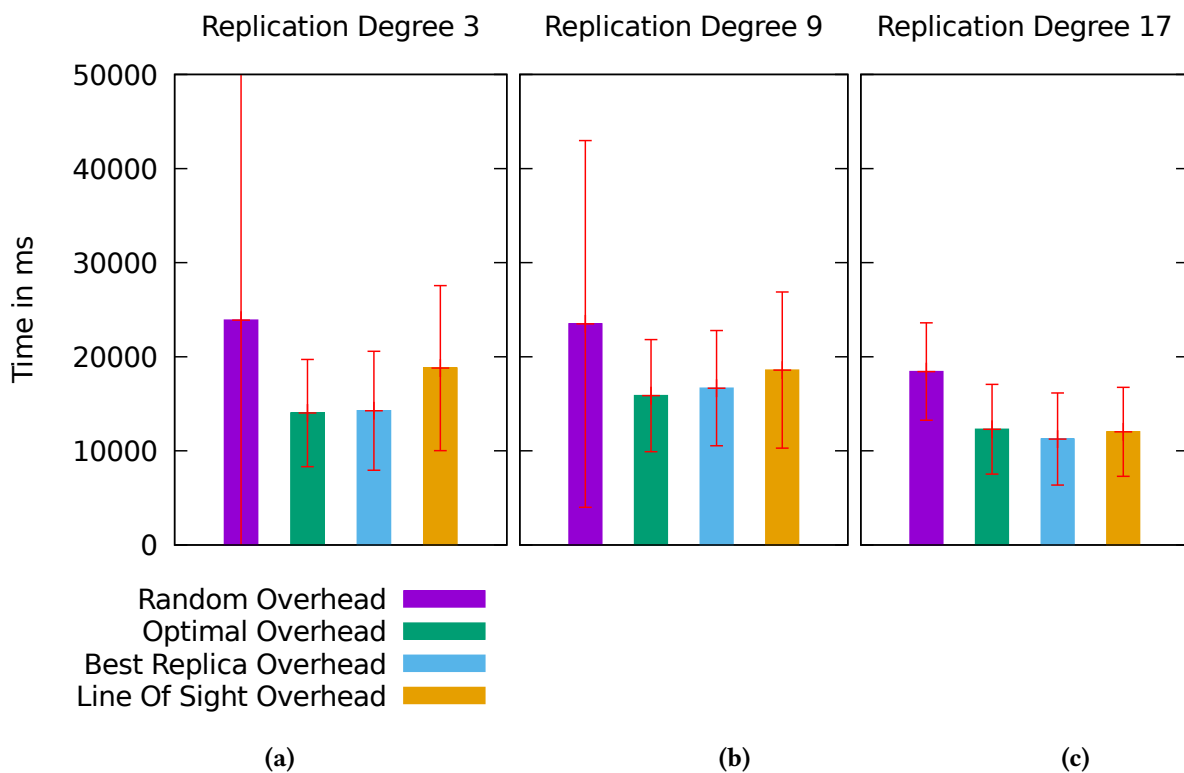 Replication Degree 3 Replication Degree 9 Replication Degree 17
50000
40000
30000
20000
10000
0
Time in ms
Random Overhead
Optimal Overhead
Best Replica Overhead
Line Of Sight Overhead
(a) (b) (c)